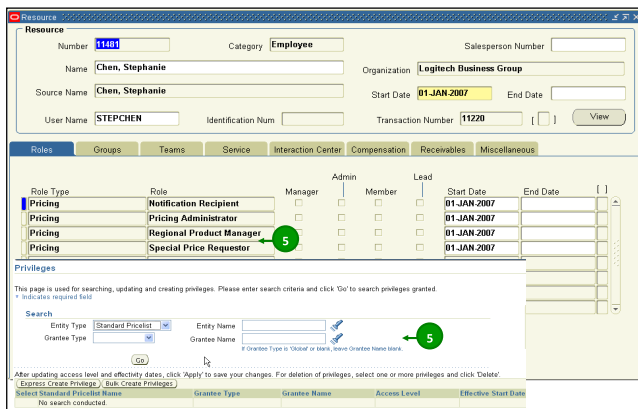 Resource
Resource
Number 11481 Category Employee Salesperson Number
Name Chen, Stephanie Organization Logitech Business Group
Source Name Chen, Stephanie Start Date 01-JAN-2007 End Date
User Name STEPCHEN Identification Num Transaction Number 11220 [ ] View
Roles Groups Teams Service Interaction Center Compensation Receivables Miscellaneous
Admin Lead
Role Type Role Manager Member Start Date End Date [ ]
Pricing Notification Recipient 01-JAN-2007
Pricing Pricing Administrator 01-JAN-2007
Pricing Regional Product Manager 01-JAN-2007
Pricing Special Price Requestor 01-JAN-2007
5
Privileges
This page is used for searching, updating and creating privileges. Please enter search criteria and click 'Go' to search privileges granted.
* Indicates required field
Search
Entity Type Standard Pricelist Entity Name
Grantee Type Grantee Name
5
If Grantee Type is 'Global' or blank, leave Grantee Name blank.
Go
After updating access level and effectivity dates, click 'Apply' to save your changes. For deletion of privileges, select one or more privileges and click 'Delete'.
Express Create Privilege Bulk Create Privileges
Select Standard Pricelist Name Grantee Type Grantee Name Access Level Effective Start Date
No search conducted.